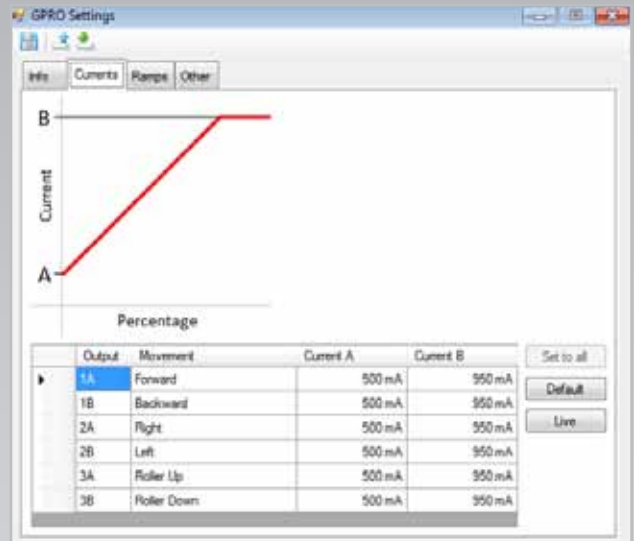 GPRO Settings
Info Currents Ramps Other
B
Current
A
Percentage
Output Movement Current A Current B
1A Forward 500 mA 950 mA
1B Backward 500 mA 950 mA
2A Right 500 mA 950 mA
2B Left 500 mA 950 mA
3A Roller Up 500 mA 950 mA
3B Roller Down 500 mA 950 mA
Set to all
Default
Live